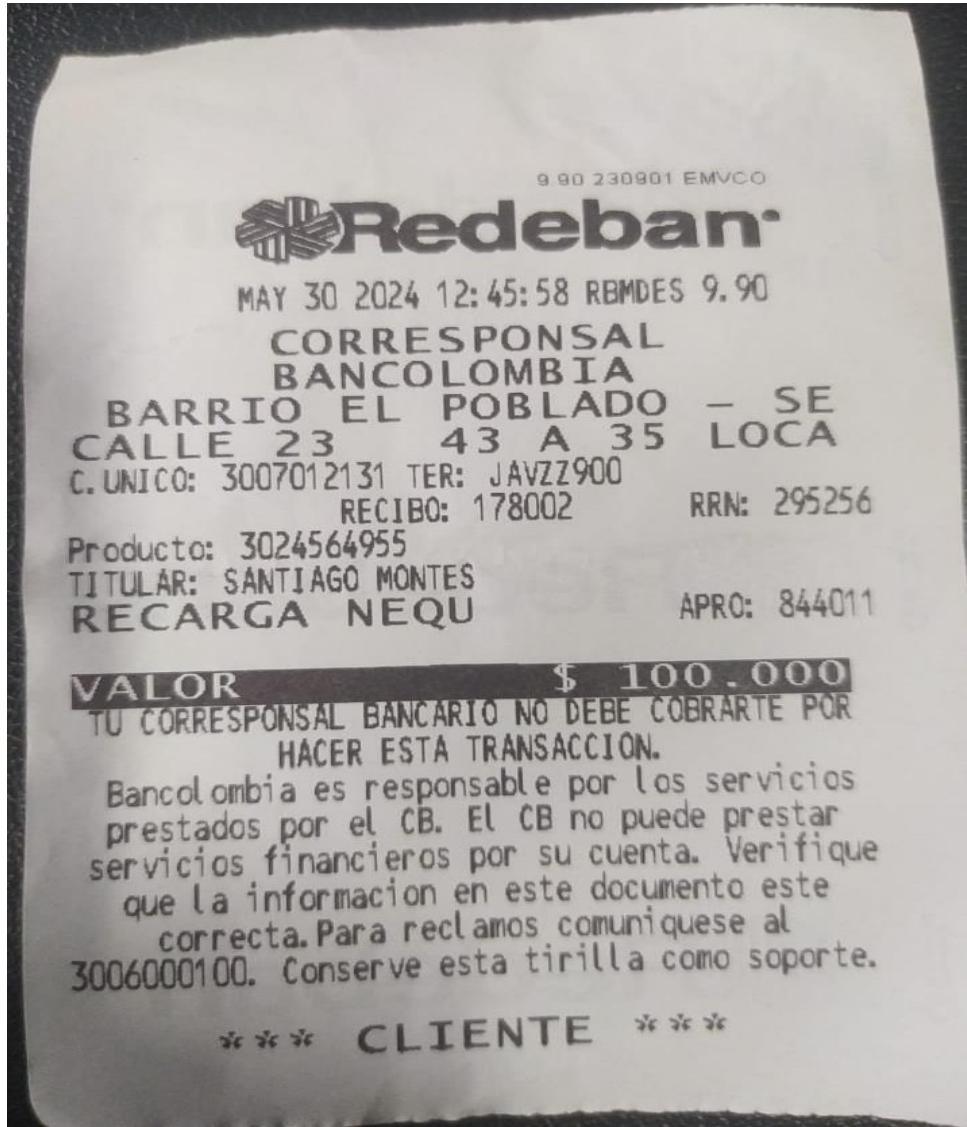 9.90 230901 EMVCO
Redeban
MAY 30 2024 12:45:58 RBMDES 9.90
CORRESPONSAL
BANCOLOMBIA
BARRIO EL POBLADO - SE
CALLE 23 43 A 35 LOCA
C. UNICO: 3007012131 TER: JAVZZ900
RECIBO: 178002 RRN: 295256
Producto: 3024564955
TITULAR: SANTIAGO MONTES
RECARGA NEQU APRO: 844011
VALOR $ 100.000
TU CORRESPONSAL BANCARIO NO DEBE COBRARTE POR
HACER ESTA TRANSACCION.
Bancolombia es responsable por los servicios
prestados por el CB. El CB no puede prestar
servicios financieros por su cuenta. Verifique
que la informacion en este documento este
correcta. Para reclamos comuniquese al
3006000100. Conserve esta tirilla como soporte.
*** CLIENTE ***